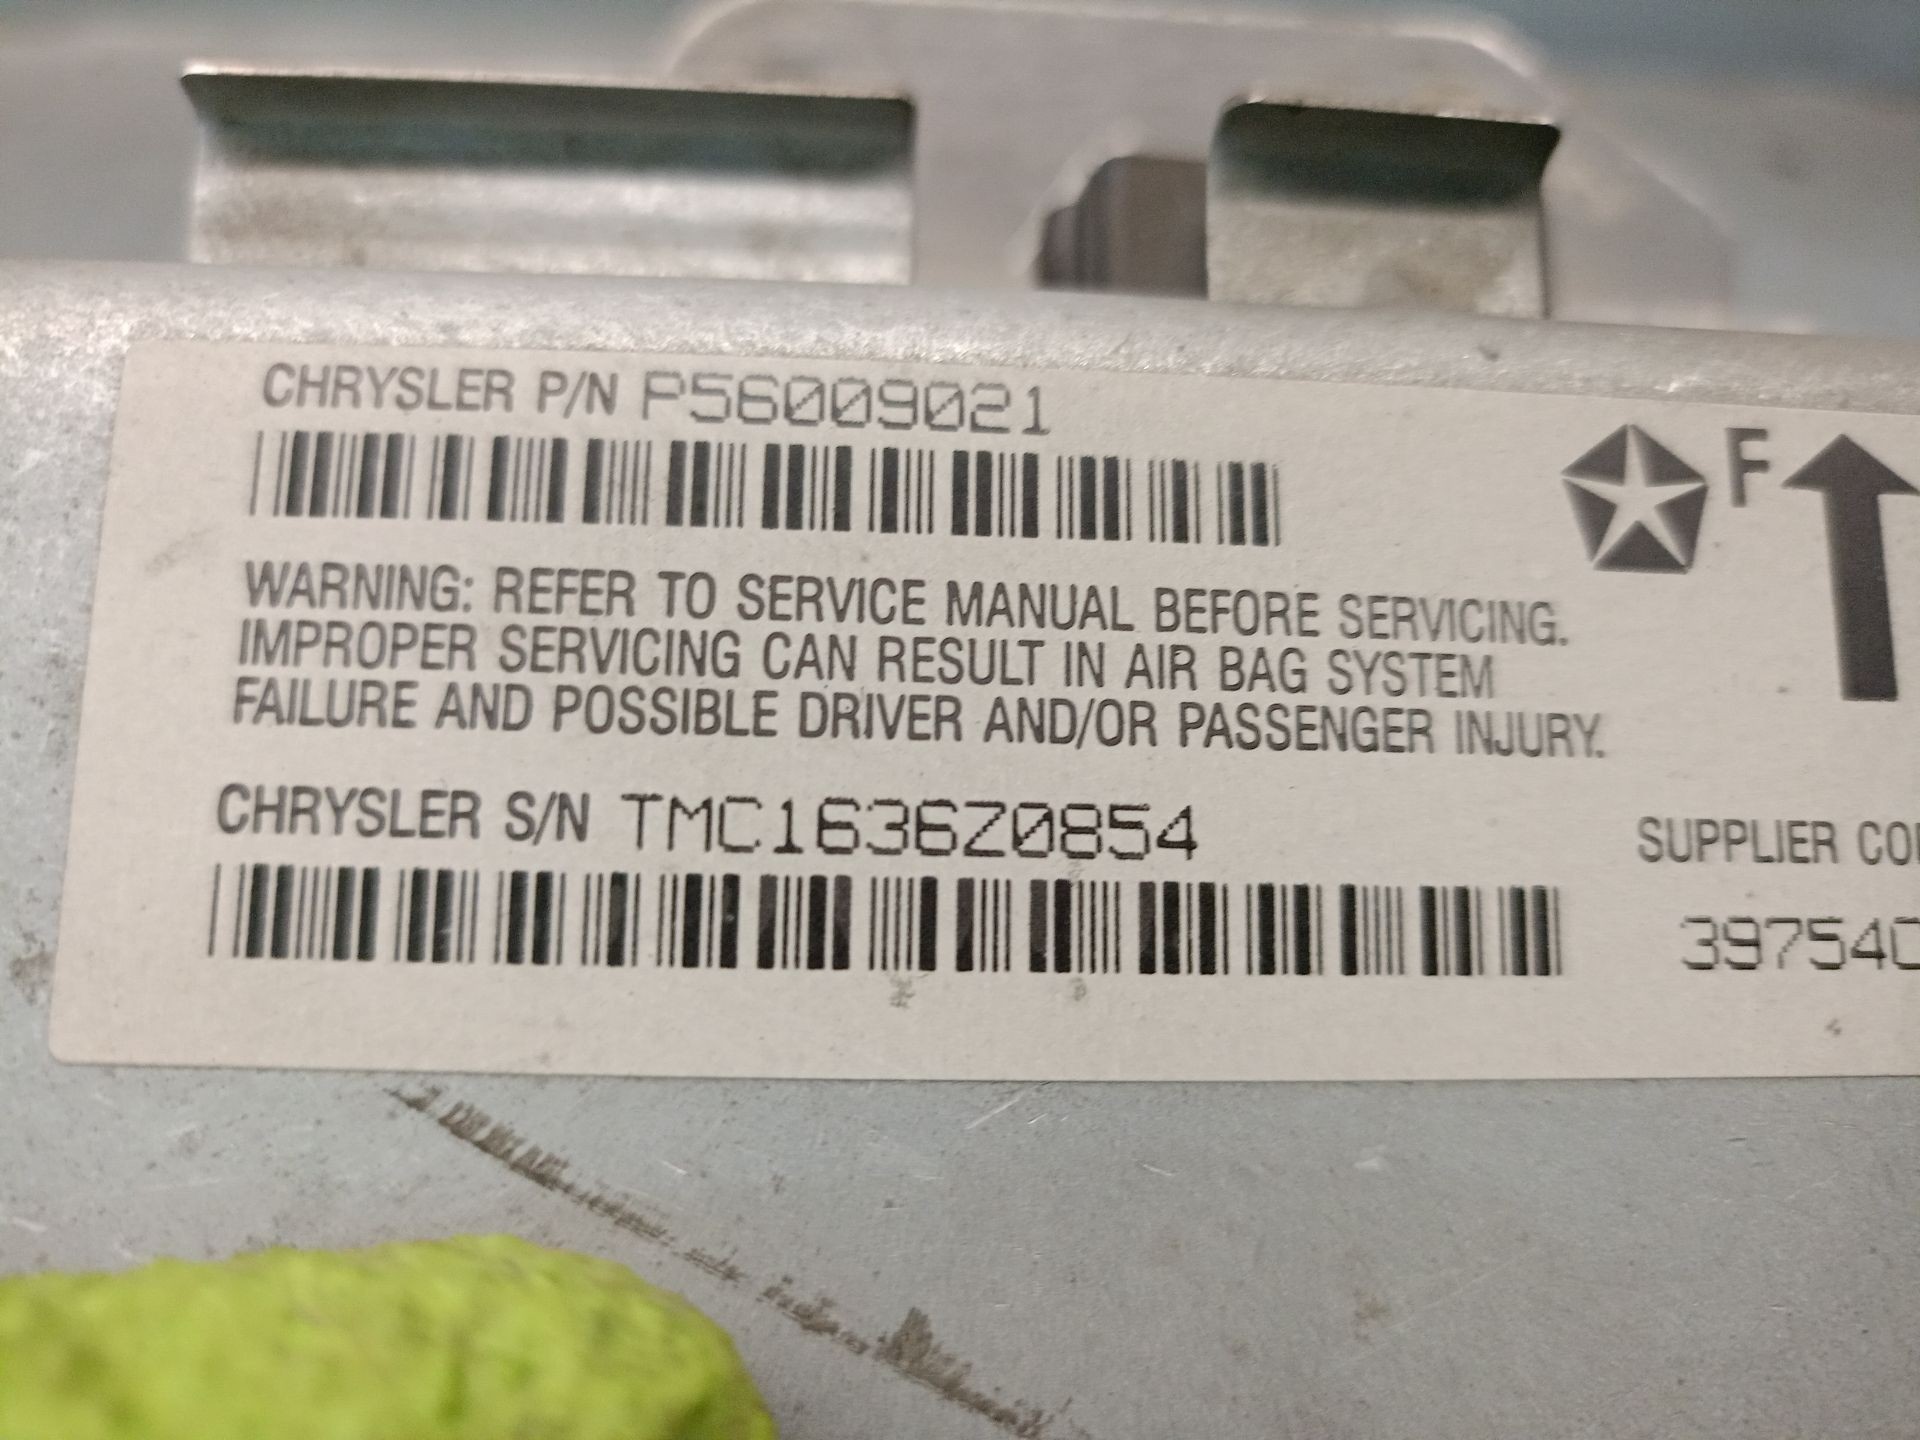 CHRYSLER P/N P56009021
F
WARNING: REFER TO SERVICE MANUAL BEFORE SERVICING.
IMPROPER SERVICING CAN RESULT IN AIR BAG SYSTEM
FAILURE AND POSSIBLE DRIVER AND/OR PASSENGER INJURY.
CHRYSLER S/N TMC1636Z0854
SUPPLIER